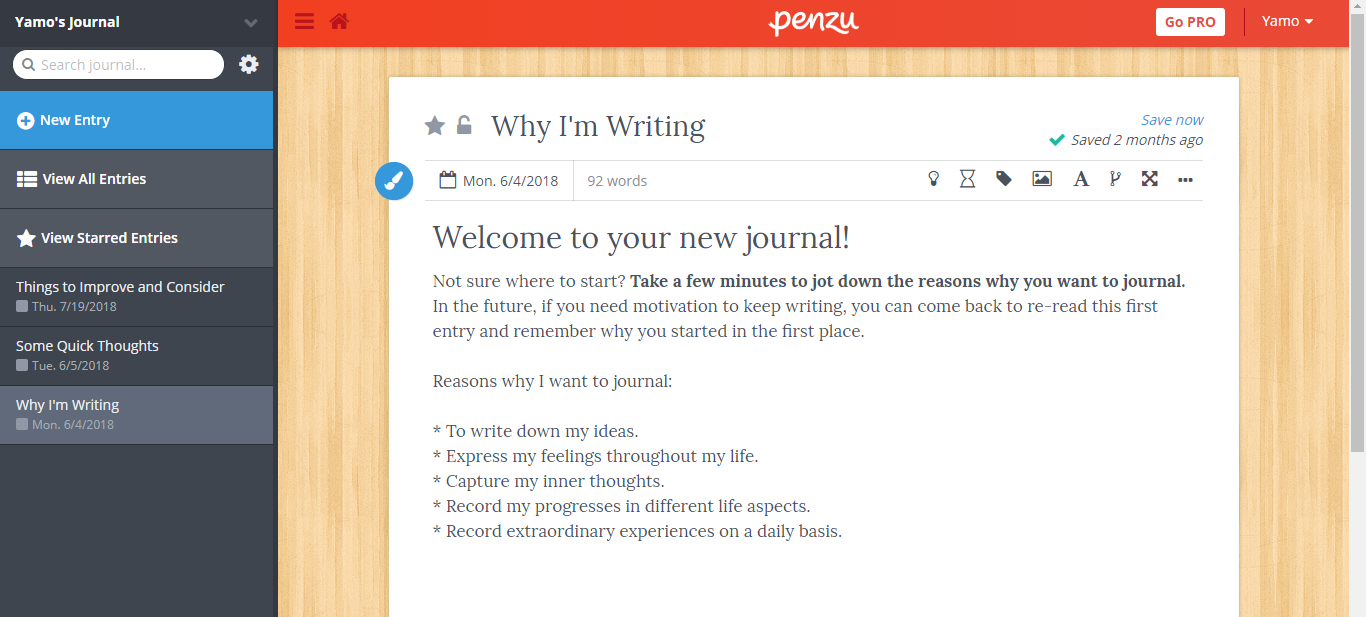 Yamo's Journal
Search journal...
New Entry
View All Entries
View Starred Entries
Things to Improve and Consider
Thu. 7/19/2018
Some Quick Thoughts
Tue. 6/5/2018
Why I'm Writing
Mon. 6/4/2018
penzu
Go PRO
Yamo
Why I'm Writing
Save now
Saved 2 months ago
Mon. 6/4/2018
92 words
A
Welcome to your new journal!
Not sure where to start? Take a few minutes to jot down the reasons why you want to journal.
In the future, if you need motivation to keep writing, you can come back to re-read this first
entry and remember why you started in the first place.
Reasons why I want to journal:
* To write down my ideas.
* Express my feelings throughout my life.
* Capture my inner thoughts.
* Record my progresses in different life aspects.
* Record extraordinary experiences on a daily basis.